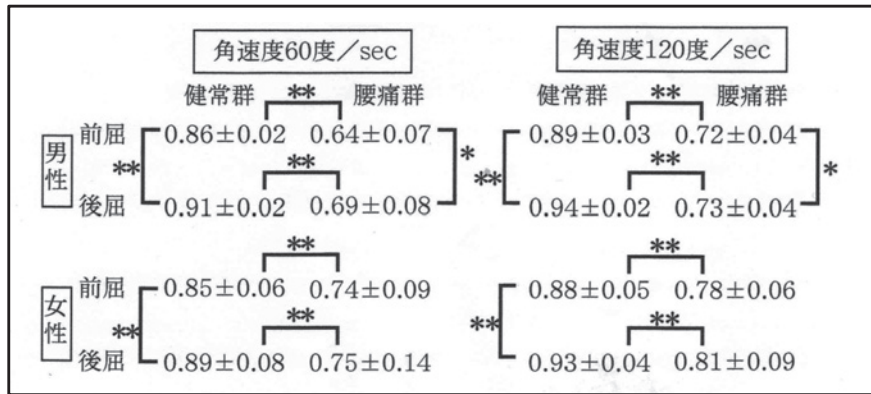 角速度60度／sec 角速度120度／sec
健常群 ** 腰痛群 健常群 ** 腰痛群
男性 前屈 0.86±0.02 0.64±0.07 0.89±0.03 0.72±0.04
** ** * ** ** *
後屈 0.91±0.02 0.69±0.08 0.94±0.02 0.73±0.04
** **
女性 前屈 0.85±0.06 0.74±0.09 0.88±0.05 0.78±0.06
** ** ** **
後屈 0.89±0.08 0.75±0.14 0.93±0.04 0.81±0.09